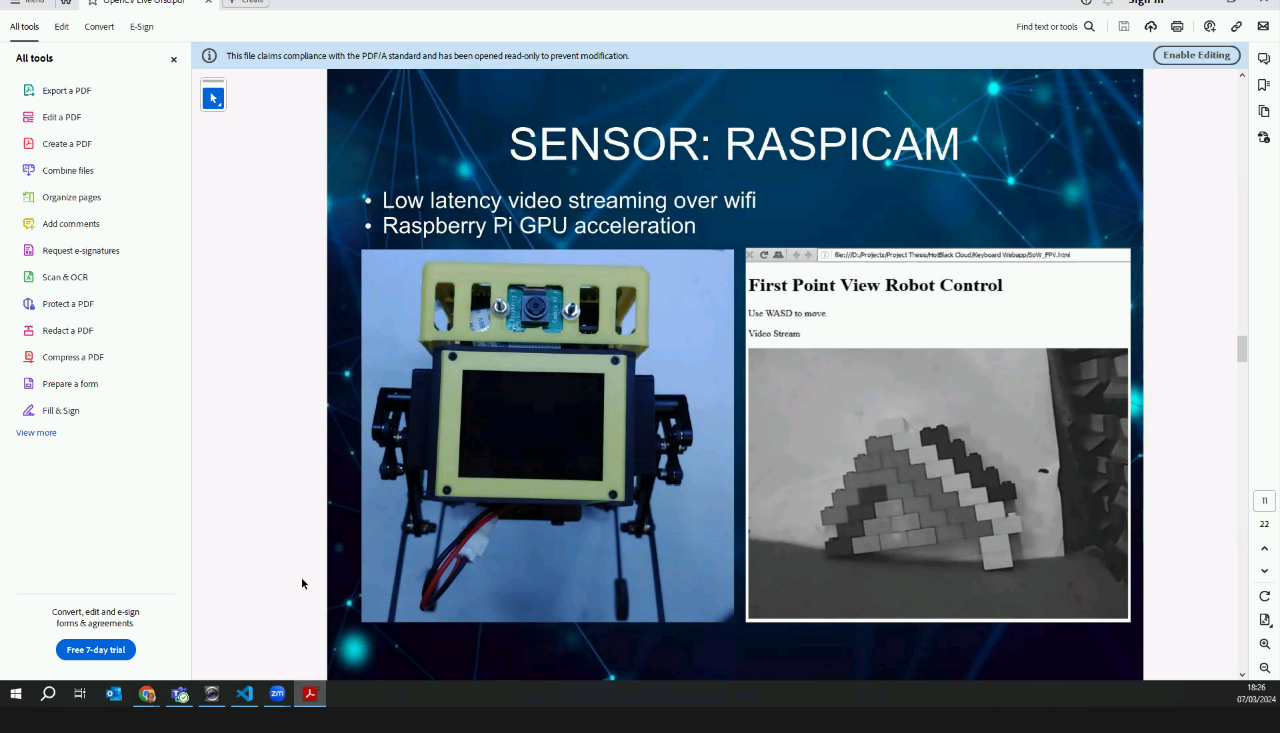 Menu
OpenCV Live Orsd.pdf
Create
Sign in
All tools
Edit
Convert
E-Sign
Find text or tools
All tools
This file claims compliance with the PDF/A standard and has been opened read-only to prevent modification.
Enable Editing
Export a PDF
Edit a PDF
Create a PDF
Combine files
Organize pages
Add comments
Request e-signatures
Scan & OCR
Protect a PDF
Redact a PDF
Compress a PDF
Prepare a form
Fill & Sign
View more
Convert, edit and e-sign
forms & agreements.
Free 7-day trial
SENSOR: RASPICAM
• Low latency video streaming over wifi
• Raspberry Pi GPU acceleration
file:///D:/Projects/Project Thesis/HotBlack Cloud/Keyboard Webapp/SoW_FPV.html
First Point View Robot Control
Use WASD to move.
Video Stream
11
22
zm
18:26
07/03/2024